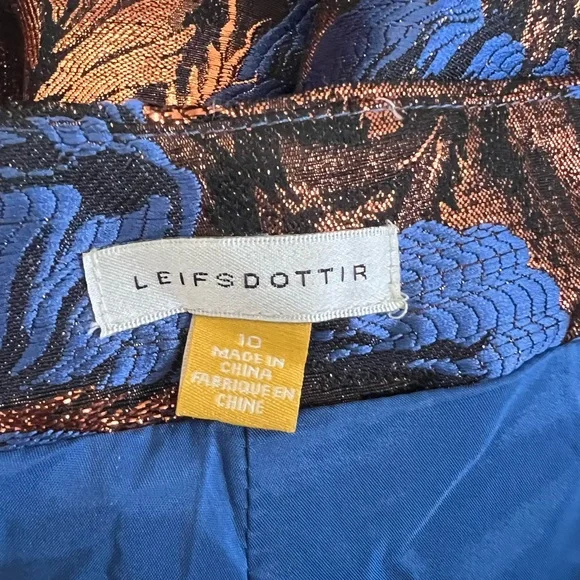 LEIFSDOTTIR
10
MADE IN
CHINA
FABRIQUE EN
CHINE